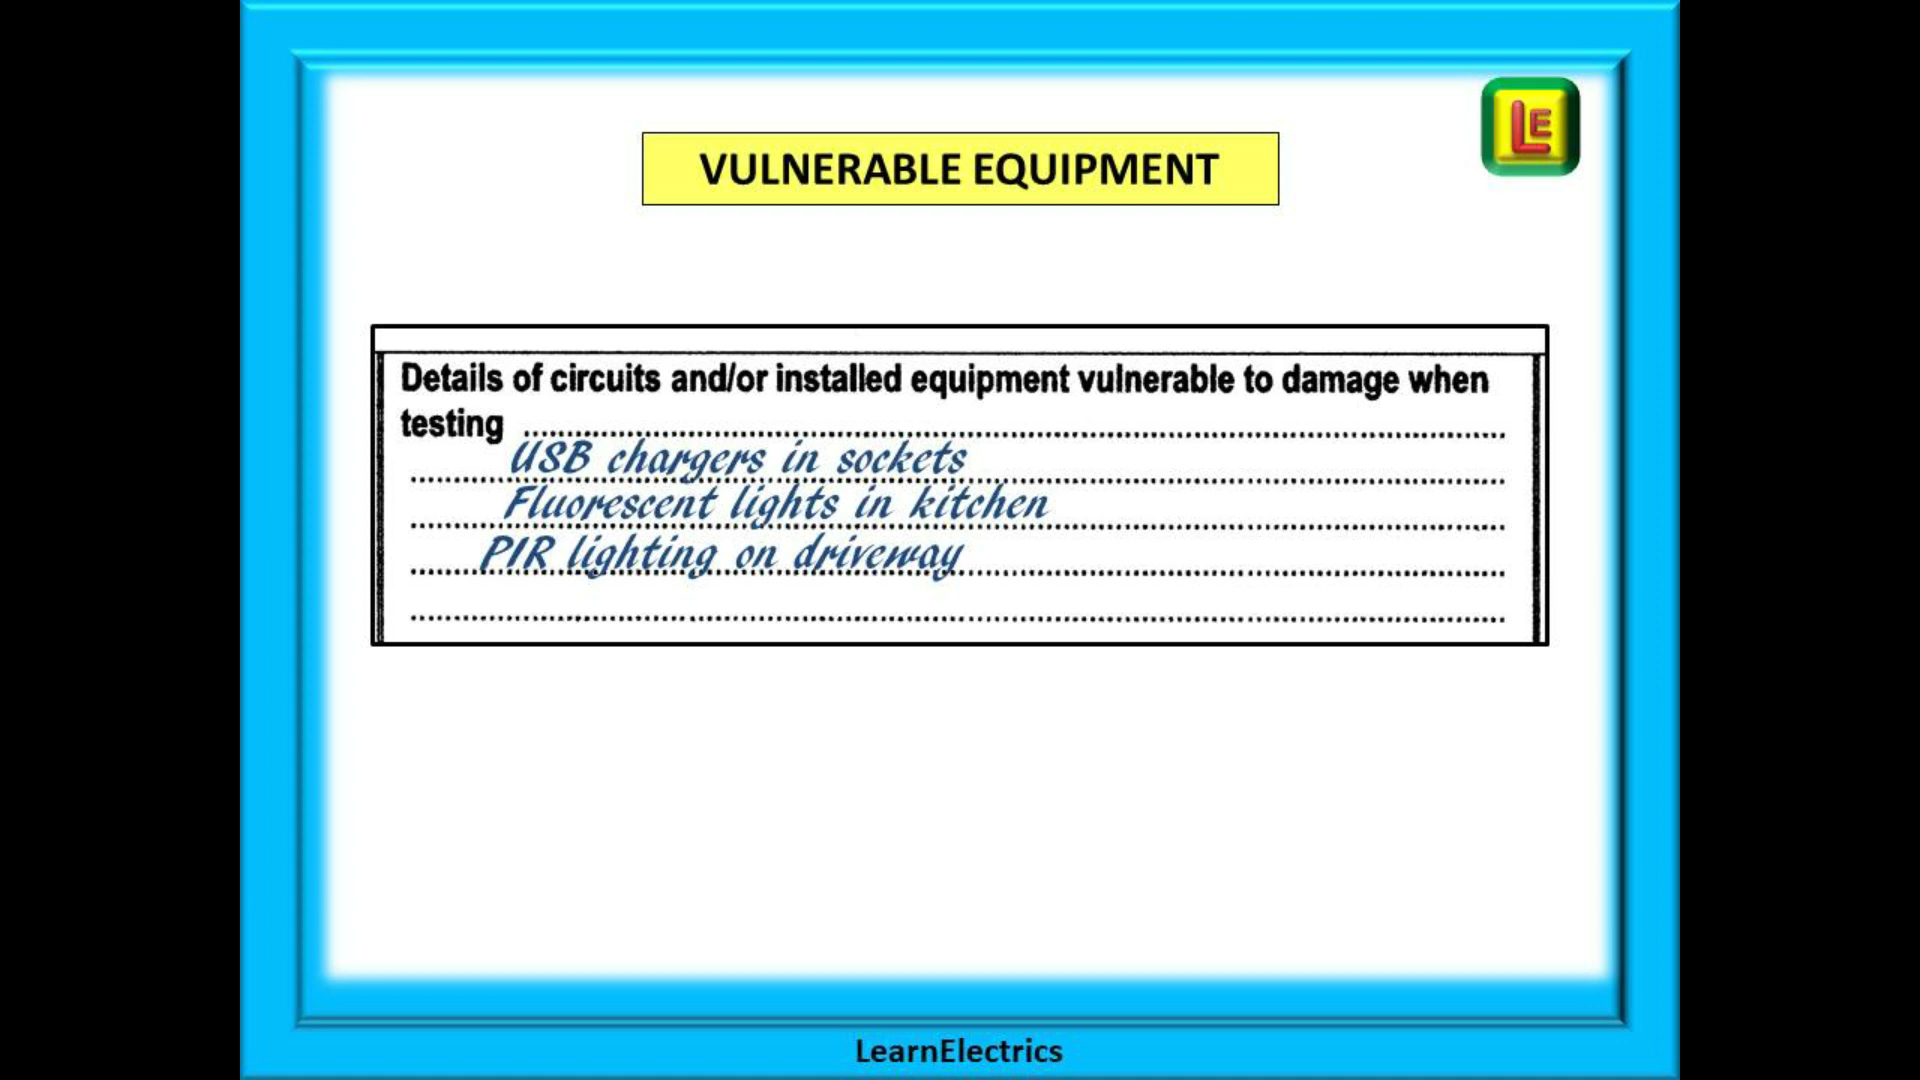 LE
VULNERABLE EQUIPMENT
Details of circuits and/or installed equipment vulnerable to damage when
testing
USB chargers in sockets
Fluorescent lights in kitchen
PIR lighting on driveway
LearnElectrics